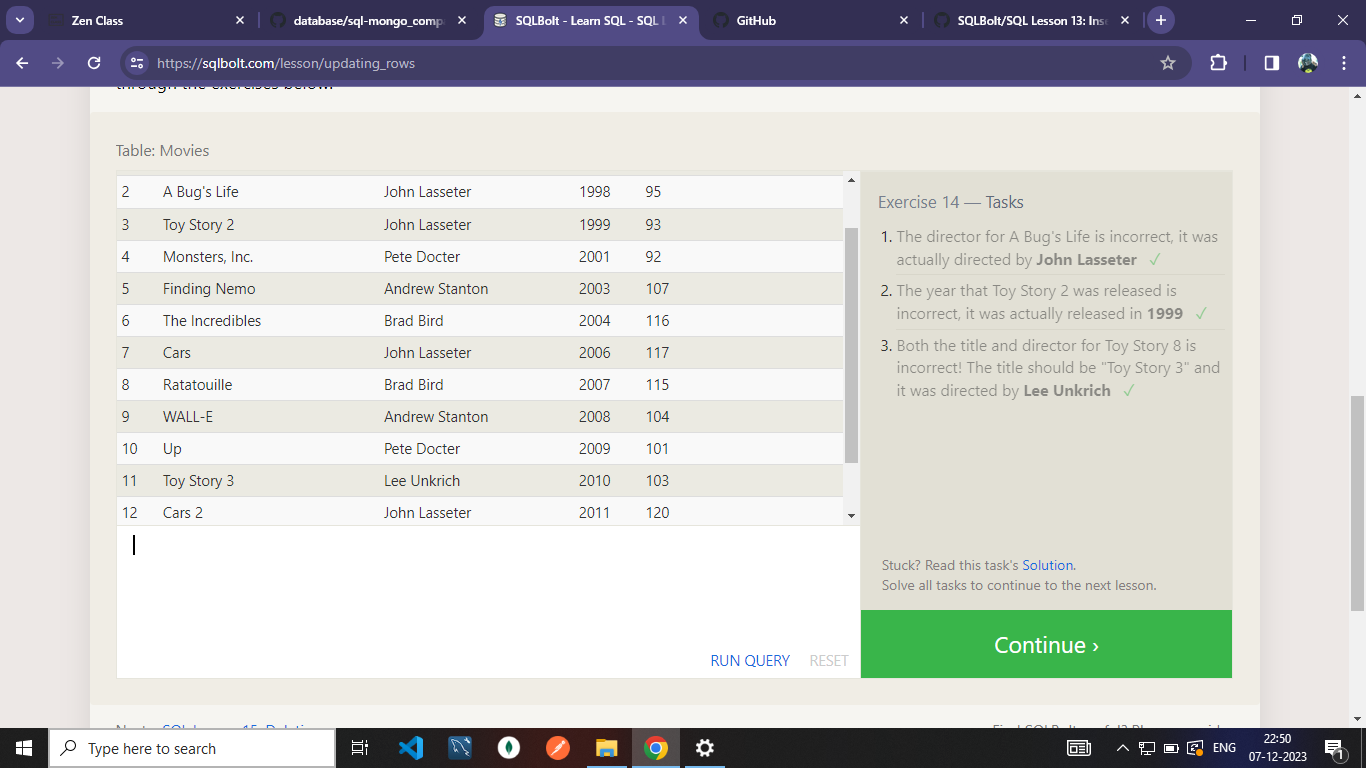 Zen Class
database/sql-mongo_comp
SQLBolt - Learn SQL - SQL L
GitHub
SQLBolt/SQL Lesson 13: Inse
https://sqlbolt.com/lesson/updating_rows
through the exercises below.
Table: Movies
2 A Bug's Life John Lasseter 1998 95
3 Toy Story 2 John Lasseter 1999 93
4 Monsters, Inc. Pete Docter 2001 92
5 Finding Nemo Andrew Stanton 2003 107
6 The Incredibles Brad Bird 2004 116
7 Cars John Lasseter 2006 117
8 Ratatouille Brad Bird 2007 115
9 WALL-E Andrew Stanton 2008 104
10 Up Pete Docter 2009 101
11 Toy Story 3 Lee Unkrich 2010 103
12 Cars 2 John Lasseter 2011 120
RUN QUERY RESET
Exercise 14 — Tasks
1. The director for A Bug's Life is incorrect, it was
actually directed by John Lasseter ✓
2. The year that Toy Story 2 was released is
incorrect, it was actually released in 1999 ✓
3. Both the title and director for Toy Story 8 is
incorrect! The title should be "Toy Story 3" and
it was directed by Lee Unkrich ✓
Stuck? Read this task's Solution.
Solve all tasks to continue to the next lesson.
Continue ›
Type here to search
ENG
22:50
07-12-2023
1